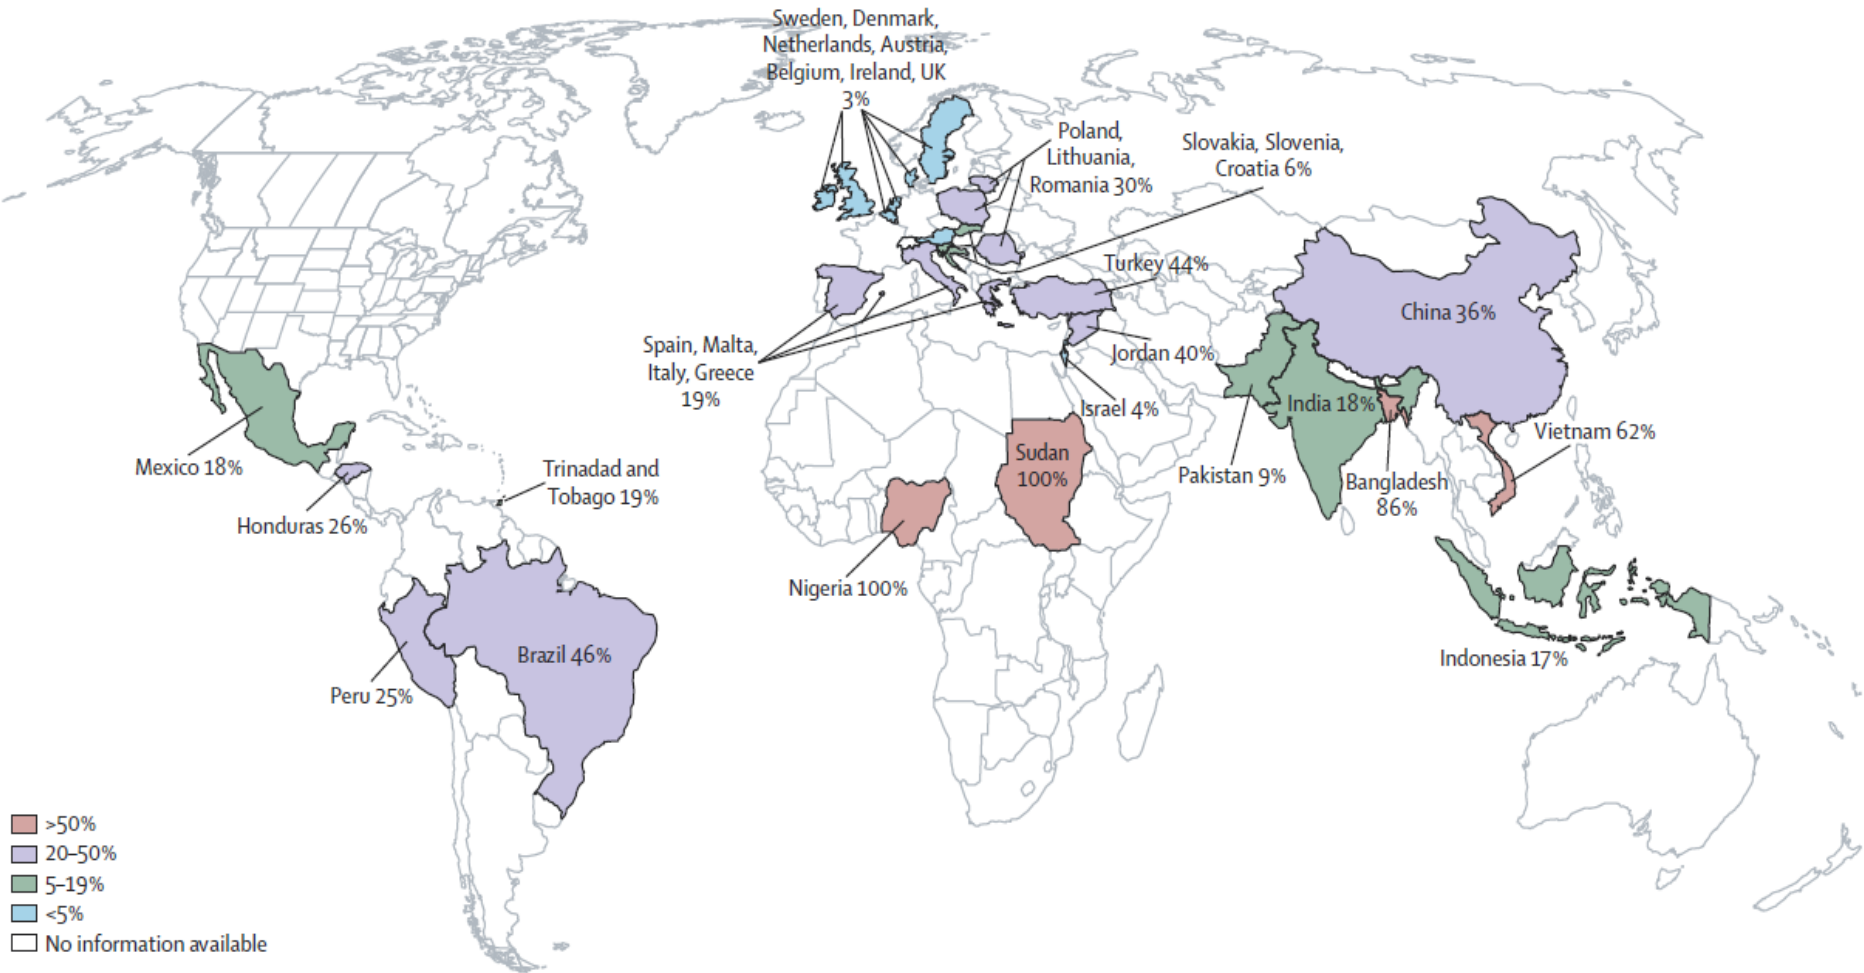 Sweden, Denmark,
Netherlands, Austria,
Belgium, Ireland, UK
3%
Poland,
Lithuania,
Romania 30%
Slovakia, Slovenia,
Croatia 6%
Turkey 44%
China 36%
Spain, Malta,
Italy, Greece
19%
Jordan 40%
Israel 4%
India 18%
Vietnam 62%
Mexico 18%
Trinadad and
Tobago 19%
Sudan
100%
Pakistan 9%
Bangladesh
86%
Honduras 26%
Nigeria 100%
Brazil 46%
Indonesia 17%
Peru 25%
>50%
20–50%
5–19%
<5%
No information available